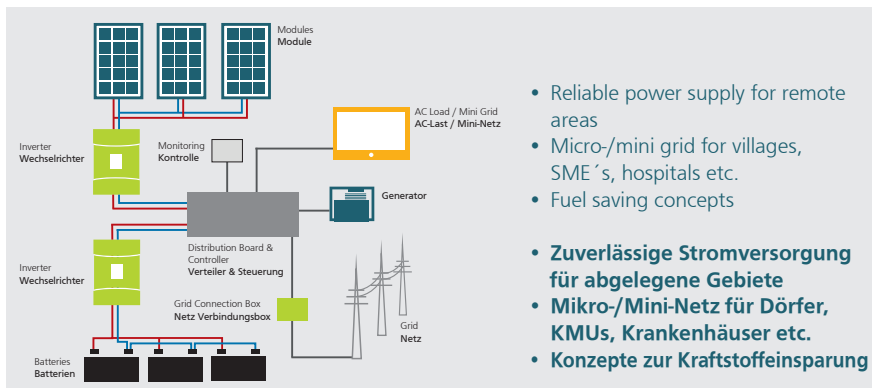 Modules
Module
AC Load / Mini Grid
AC-Last / Mini-Netz
Inverter
Wechselrichter
Monitoring
Kontrolle
Generator
Distribution Board &
Controller
Verteiler & Steuerung
Inverter
Wechselrichter
Grid Connection Box
Netz Verbindungsbox
Grid
Netz
Batteries
Batterien
• Reliable power supply for remote
areas
• Micro-/mini grid for villages,
SME´s, hospitals etc.
• Fuel saving concepts
• Zuverlässige Stromversorgung
für abgelegene Gebiete
• Mikro-/Mini-Netz für Dörfer,
KMUs, Krankenhäuser etc.
• Konzepte zur Kraftstoffeinsparung